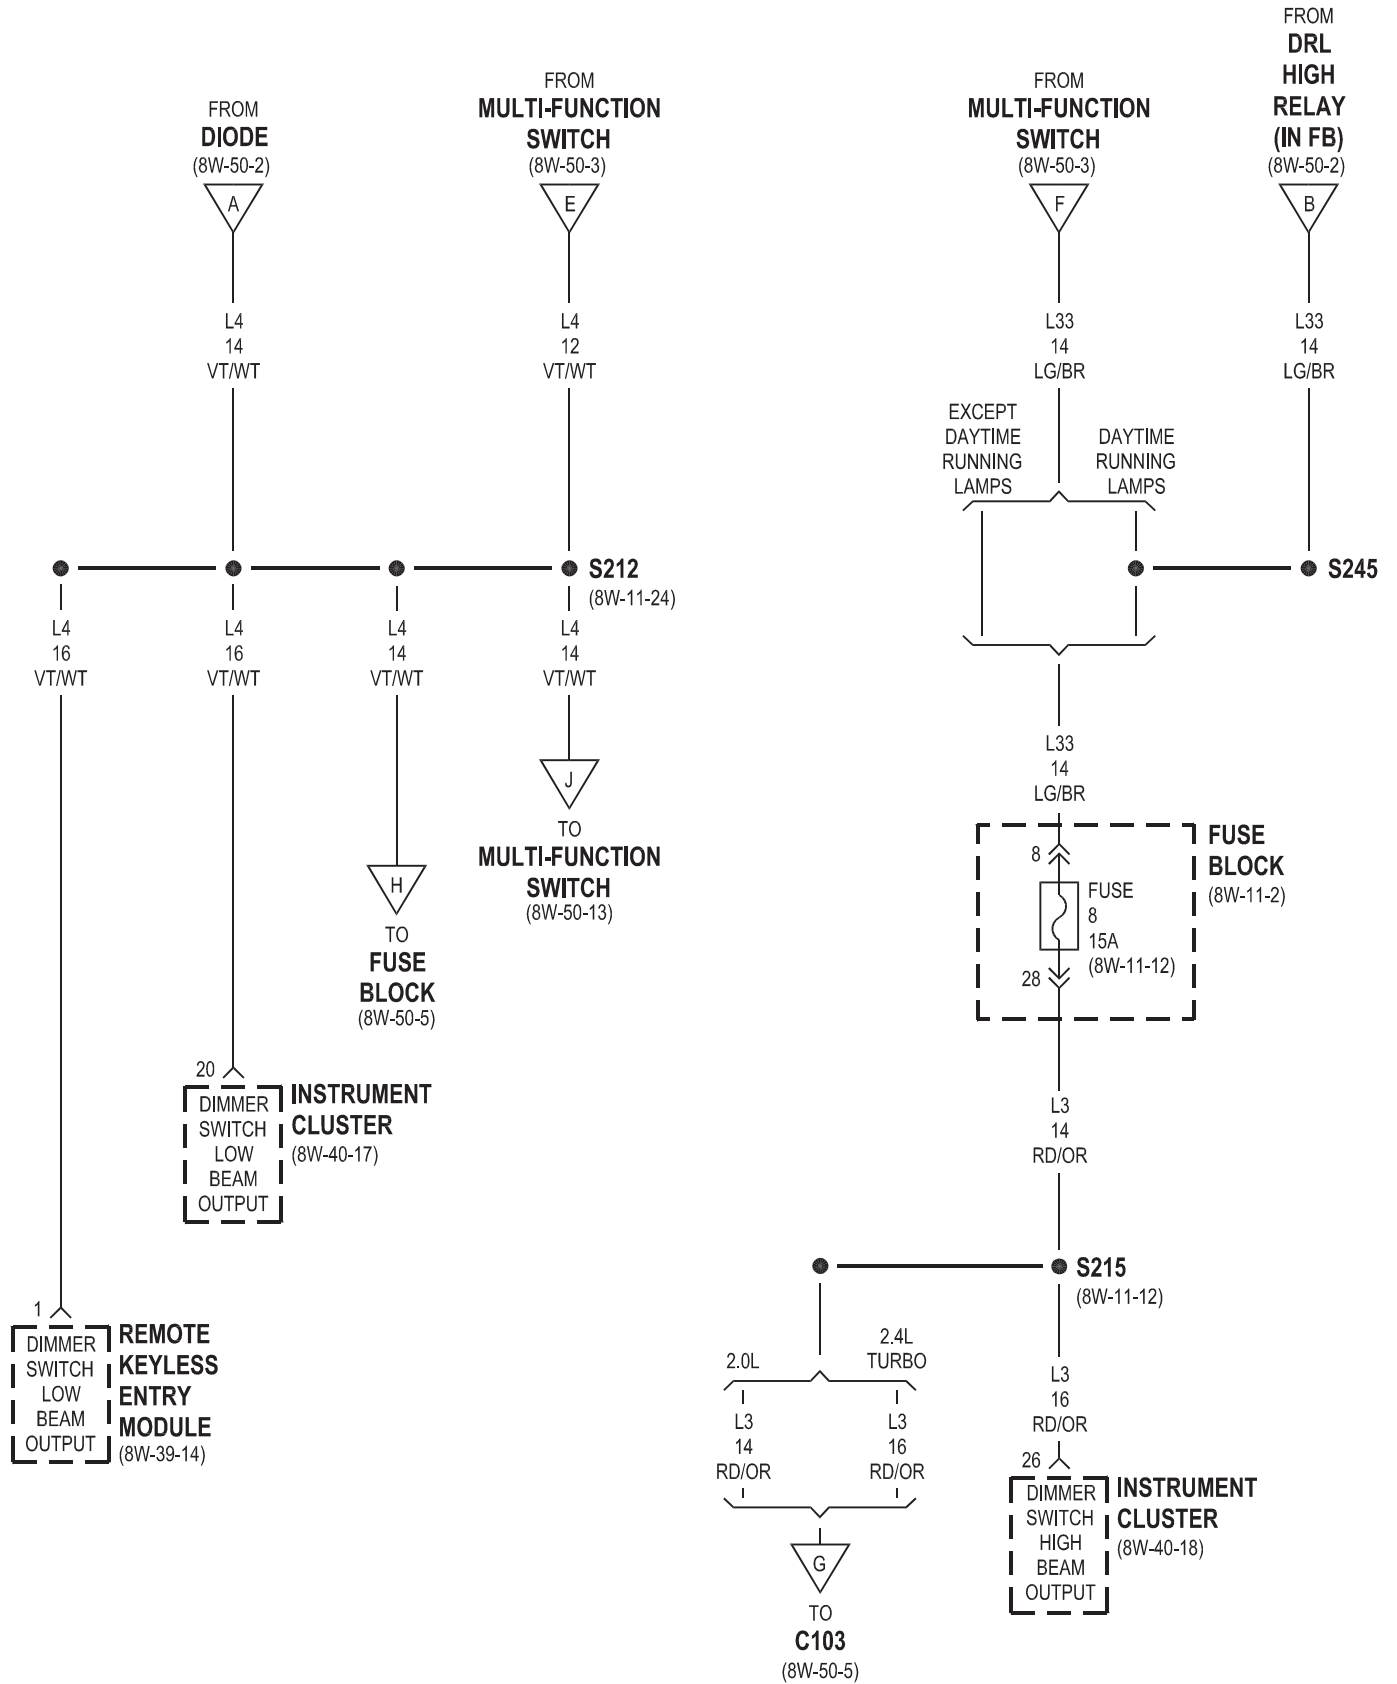 FROM
DIODE
(8W-50-2)
A
L4
14
VT/WT
FROM
MULTI-FUNCTION
SWITCH
(8W-50-3)
E
L4
12
VT/WT
S212
(8W-11-24)
L4
16
VT/WT
L4
16
VT/WT
L4
14
VT/WT
L4
14
VT/WT
J
TO
MULTI-FUNCTION
SWITCH
(8W-50-13)
H
TO
FUSE
BLOCK
(8W-50-5)
20
DIMMER
SWITCH
LOW
BEAM
OUTPUT
INSTRUMENT
CLUSTER
(8W-40-17)
1
DIMMER
SWITCH
LOW
BEAM
OUTPUT
REMOTE
KEYLESS
ENTRY
MODULE
(8W-39-14)
FROM
MULTI-FUNCTION
SWITCH
(8W-50-3)
F
L33
14
LG/BR
FROM
DRL
HIGH
RELAY
(IN FB)
(8W-50-2)
B
L33
14
LG/BR
EXCEPT
DAYTIME
RUNNING
LAMPS
DAYTIME
RUNNING
LAMPS
S245
L33
14
LG/BR
FUSE
BLOCK
(8W-11-2)
8
FUSE
8
15A
(8W-11-12)
28
L3
14
RD/OR
S215
(8W-11-12)
2.0L
2.4L
TURBO
L3
14
RD/OR
L3
16
RD/OR
G
TO
C103
(8W-50-5)
L3
16
RD/OR
26
DIMMER
SWITCH
HIGH
BEAM
OUTPUT
INSTRUMENT
CLUSTER
(8W-40-18)